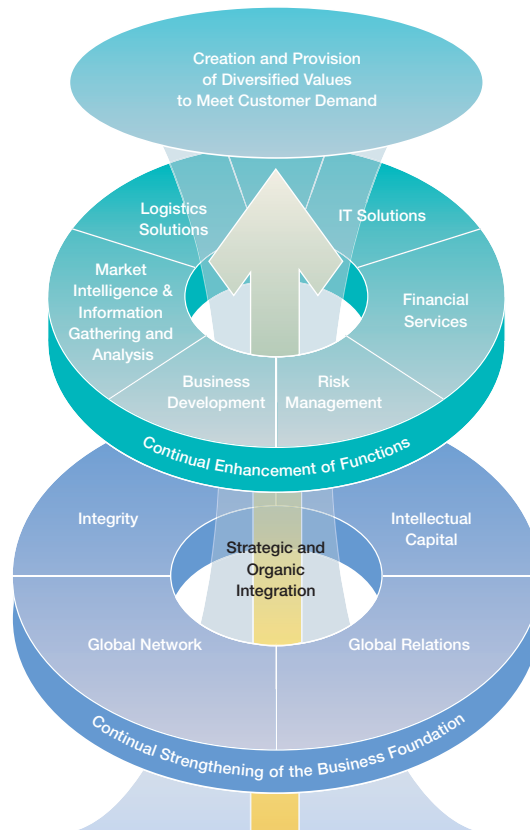 Creation and Provision
of Diversified Values
to Meet Customer Demand
Logistics
Solutions
IT Solutions
Market
Intelligence &
Information
Gathering and
Analysis
Financial
Services
Business
Development
Risk
Management
Continual Enhancement of Functions
Integrity
Intellectual
Capital
Strategic and
Organic
Integration
Global Network
Global Relations
Continual Strengthening of the Business Foundation